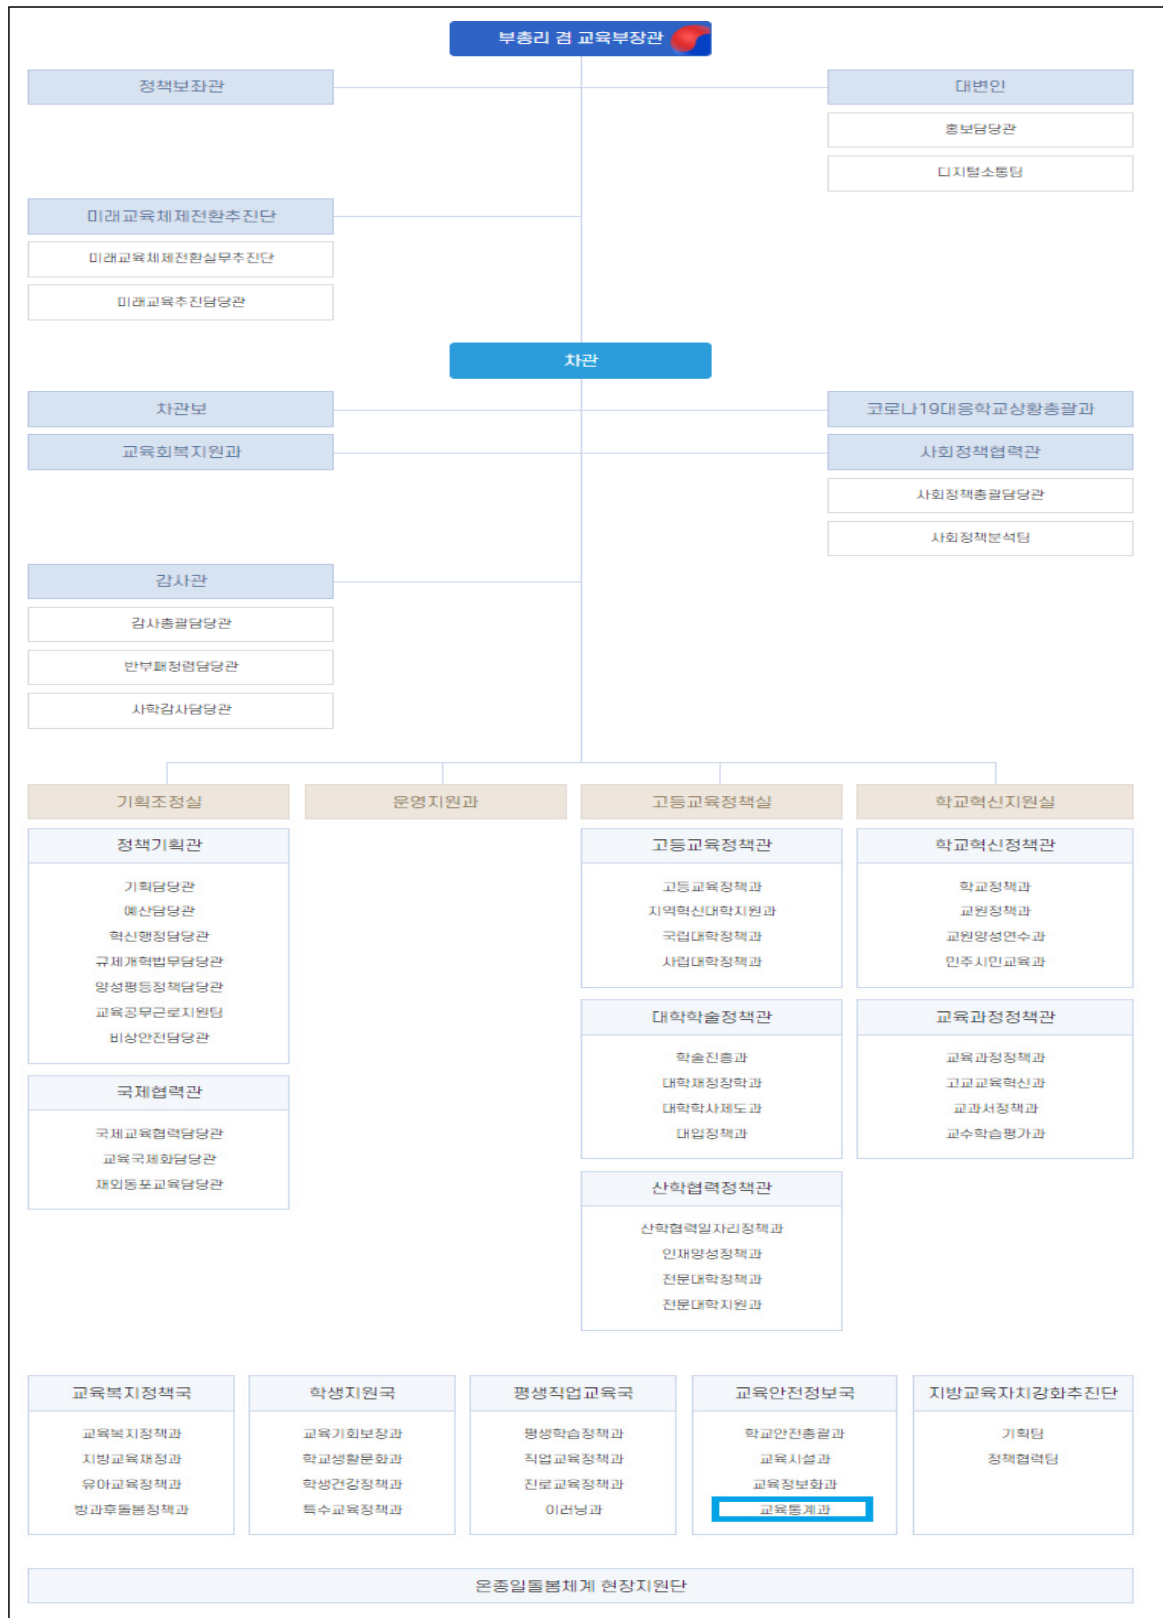 부총리 겸 교육부장관
정책보좌관
대변인
홍보담당관
디지털소통팀
미래교육체제전환추진단
미래교육체제전환실무추진단
미래교육추진담당관
차관
차관보
코로나19대응학교상황총괄과
교육회복지원과
사회정책협력관
사회정책총괄담당관
사회정책분석팀
감사관
감사총괄담당관
반부패청렴담당관
사학감사담당관
기획조정실
정책기획관
기획담당관
예산담당관
혁신행정담당관
규제개혁법무담당관
양성평등정책담당관
교육공무근로지원팀
비상안전담당관
국제협력관
국제교육협력담당관
교육국제화담당관
재외동포교육담당관
운영지원과
고등교육정책실
고등교육정책관
고등교육정책과
지역혁신대학지원과
국립대학정책과
사립대학정책과
대학학술정책관
학술진흥과
대학재정장학과
대학학사제도과
대입정책과
산학협력정책관
산학협력일자리정책과
인재양성정책과
전문대학정책과
전문대학지원과
학교혁신지원실
학교혁신정책관
학교정책과
교원정책과
교원양성연수과
민주시민교육과
교육과정정책관
교육과정정책과
고교교육혁신과
교과서정책과
교수학습평가과
교육복지정책국
교육복지정책과
지방교육재정과
유아교육정책과
방과후돌봄정책과
학생지원국
교육기회보장과
학교생활문화과
학생건강정책과
특수교육정책과
평생직업교육국
평생학습정책과
직업교육정책과
진로교육정책과
이러닝과
교육안전정보국
학교안전총괄과
교육시설과
교육정보화과
교육통계과
지방교육자치강화추진단
기획팀
정책협력팀
온종일돌봄체계 현장지원단